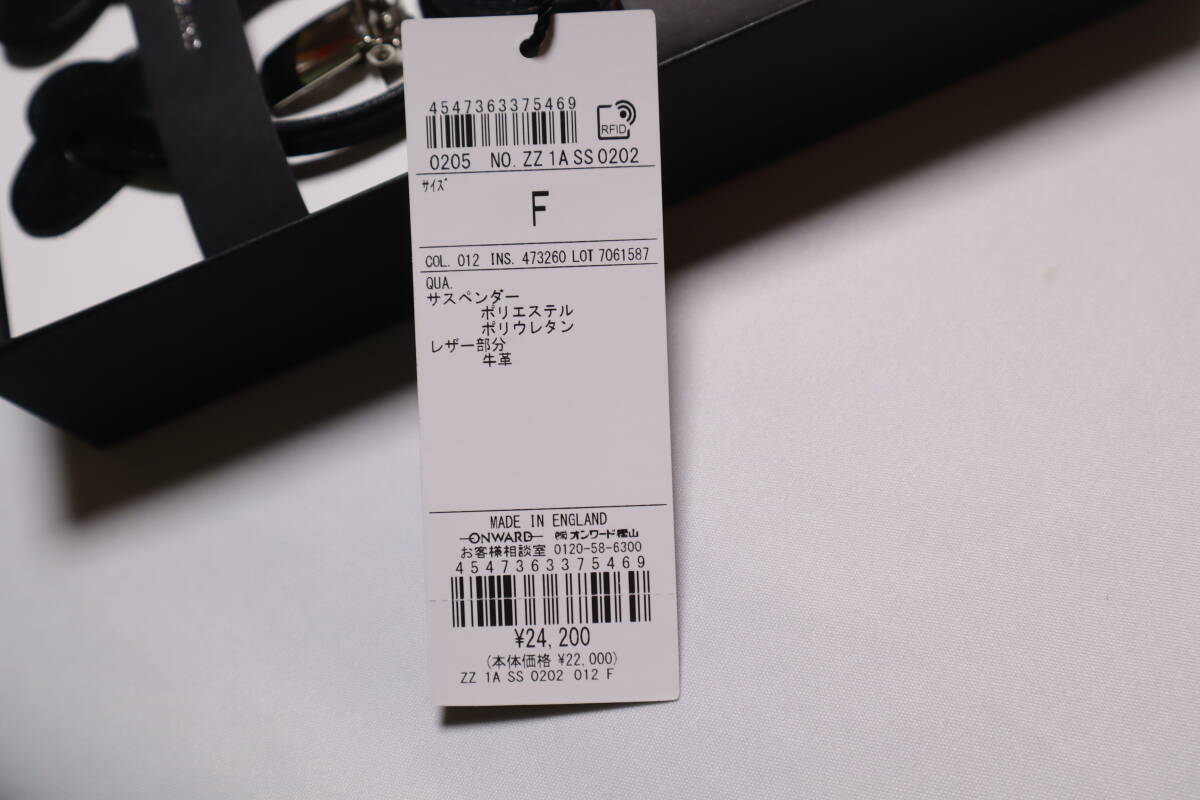 4547363375469
RFID
0205 NO. ZZ 1A SS 0202
サイズ
F
COL. 012 INS. 473260 LOT 7061587
QUA.
サスペンダー
ポリエステル
ポリウレタン
レザー部分
牛革
MADE IN ENGLAND
ONWARD ㈱オンワード樫山
お客様相談室 0120-58-6300
4547363375469
¥24,200
(本体価格 ¥22,000)
ZZ 1A SS 0202 012 F